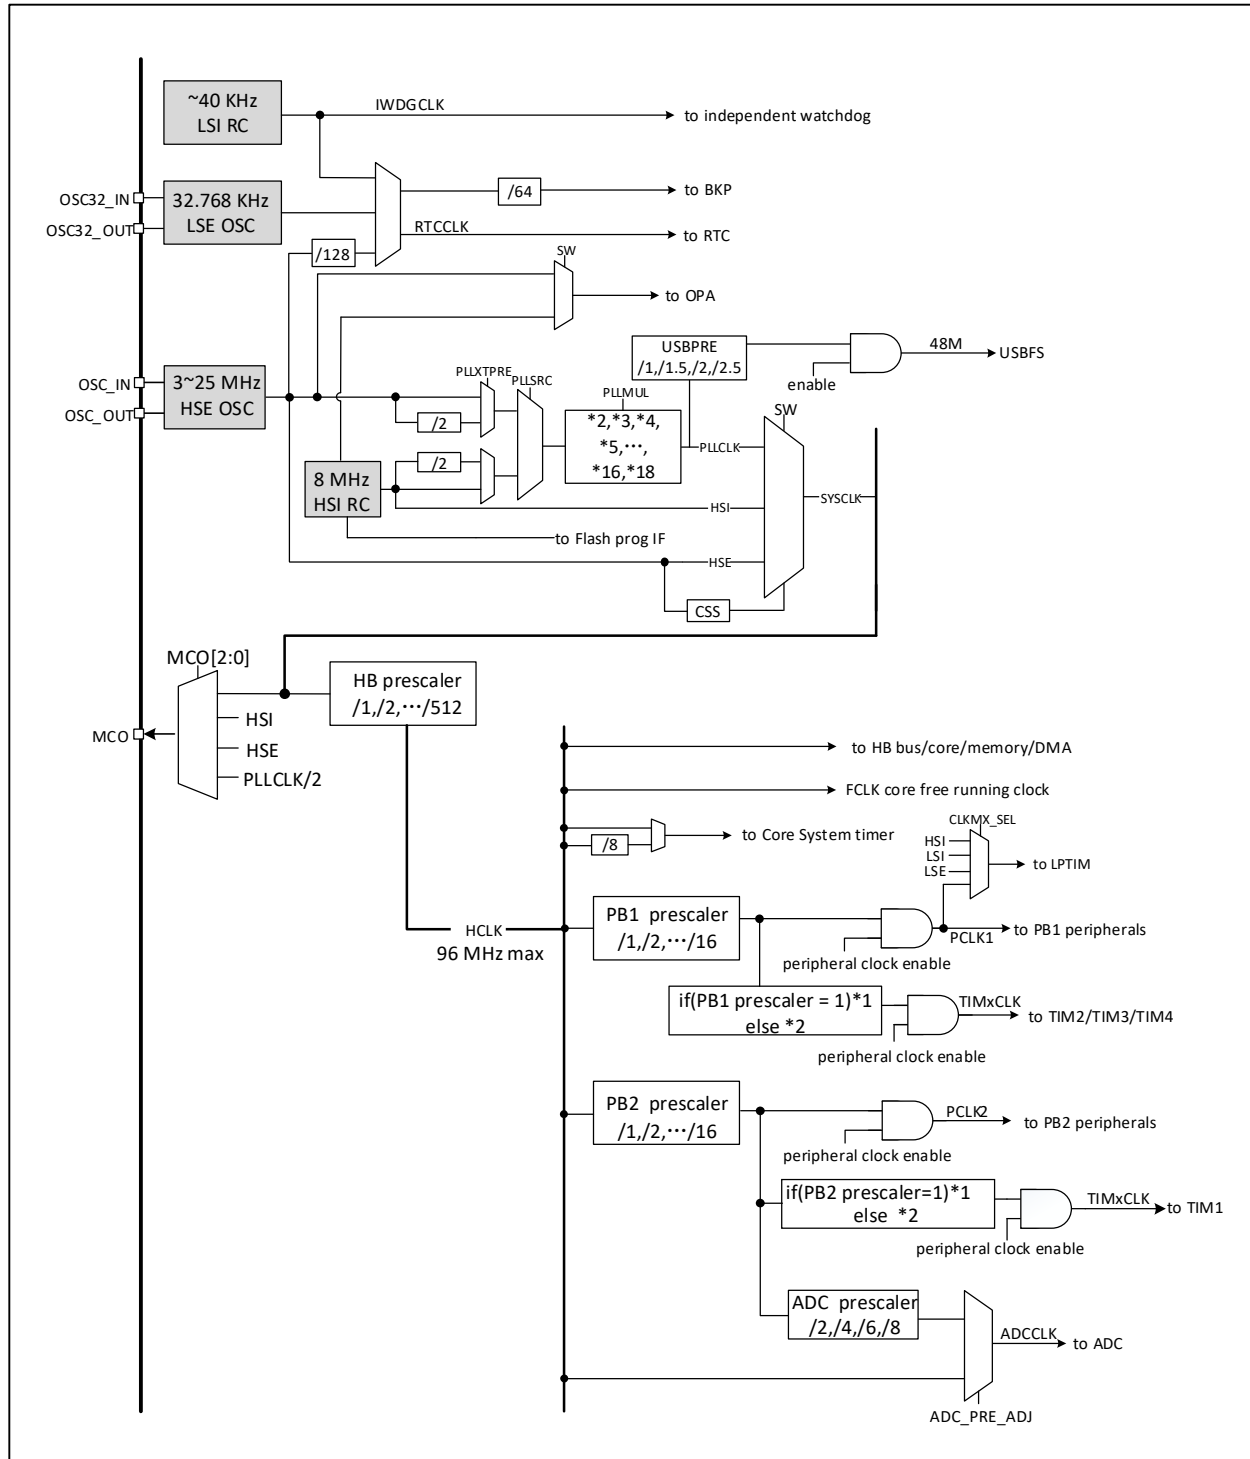 ~40 KHz
LSI RC
IWDGCLK
to independent watchdog
OSC32_IN
OSC32_OUT
32.768 KHz
LSE OSC
/64
to BKP
RTCCLK
to RTC
/128
SW
to OPA
USBPRE
/1,/1.5,/2,/2.5
48M
USBFS
enable
OSC_IN
OSC_OUT
3~25 MHz
HSE OSC
PLLXTPRE
PLLSRC
PLLMUL
/2
*2,*3,*4,
*5,⋯,
*16,*18
PLLCLK
SW
/2
8 MHz
HSI RC
HSI
SYSCLK
to Flash prog IF
HSE
CSS
MCO[2:0]
HB prescaler
/1,/2,⋯/512
HSI
MCO
HSE
PLLCLK/2
to HB bus/core/memory/DMA
FCLK core free running clock
/8
to Core System timer
CLKMX_SEL
HSI
LSI
LSE
to LPTIM
HCLK
96 MHz max
PB1 prescaler
/1,/2,⋯/16
PCLK1
to PB1 peripherals
peripheral clock enable
if(PB1 prescaler = 1)*1
else *2
TIMxCLK
to TIM2/TIM3/TIM4
peripheral clock enable
PB2 prescaler
/1,/2,⋯/16
PCLK2
to PB2 peripherals
peripheral clock enable
if(PB2 prescaler=1)*1
else *2
TIMxCLK
to TIM1
peripheral clock enable
ADC prescaler
/2,/4,/6,/8
ADCCLK
to ADC
ADC_PRE_ADJ